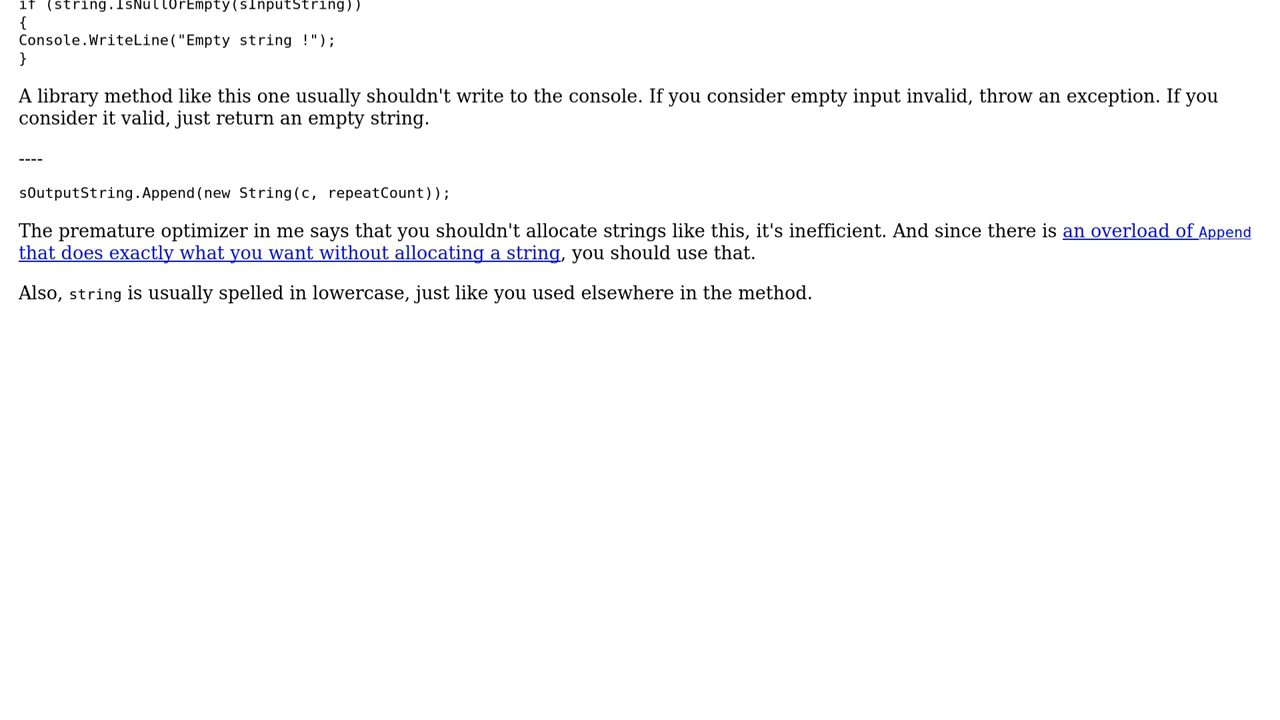 if (string.IsNullOrEmpty(sInputString))
{
Console.WriteLine("Empty string !");
}
A library method like this one usually shouldn't write to the console. If you consider empty input invalid, throw an exception. If you
consider it valid, just return an empty string.
----
sOutputString.Append(new String(c, repeatCount));
The premature optimizer in me says that you shouldn't allocate strings like this, it's inefficient. And since there is an overload of Append
that does exactly what you want without allocating a string, you should use that.
Also, string is usually spelled in lowercase, just like you used elsewhere in the method.